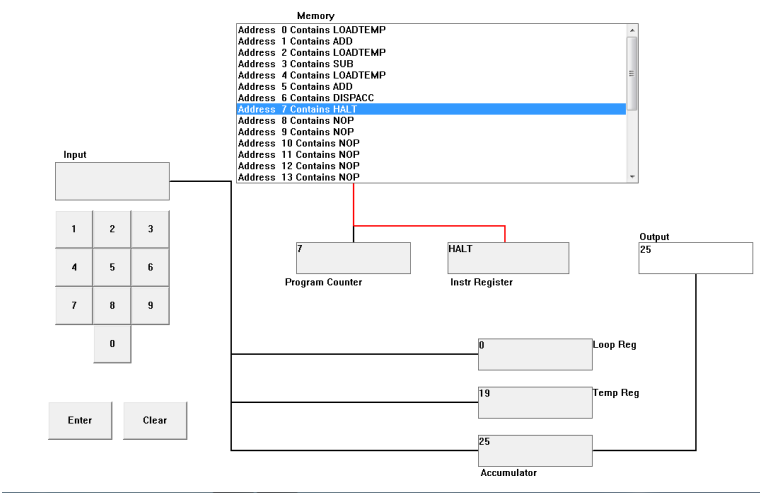 Memory
Address 0 Contains LOADTEMP
Address 1 Contains ADD
Address 2 Contains LOADTEMP
Address 3 Contains SUB
Address 4 Contains LOADTEMP
Address 5 Contains ADD
Address 6 Contains DISPACC
Address 7 Contains HALT
Address 8 Contains NOP
Address 9 Contains NOP
Address 10 Contains NOP
Address 11 Contains NOP
Address 12 Contains NOP
Address 13 Contains NOP
Input
1 2 3
4 5 6
7 8 9
0
Enter Clear
7
Program Counter
HALT
Instr Register
Output
25
0 Loop Reg
19 Temp Reg
25
Accumulator